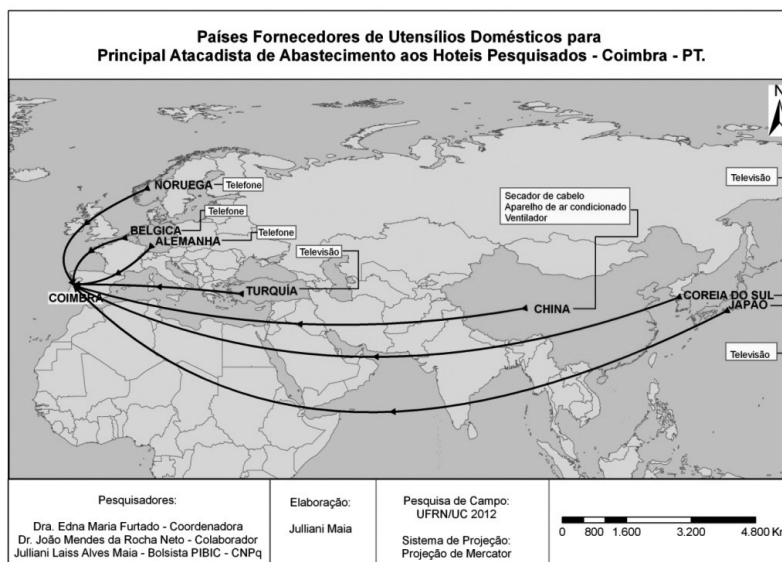 Países Fornecedores de Utensílios Domésticos para
Principal Atacadista de Abastecimento aos Hoteis Pesquisados - Coimbra - PT.
N
NORUEGA
Telefone
Televisão
Secador de cabelo
Aparelho de ar condicionado
Ventilador
BELGICA
Telefone
ALEMANHA
Telefone
Televisão
COIMBRA
TURQUÍA
CHINA
COREIA DO SUL
JAPÃO
Televisão
Pesquisadores:
Dra. Edna Maria Furtado - Coordenadora
Dr. João Mendes da Rocha Neto - Colaborador
Julliani Laiss Alves Maia - Bolsista PIBIC - CNPq
Elaboração:
Julliani Maia
Pesquisa de Campo:
UFRN/UC 2012
Sistema de Projeção:
Projeção de Mercator
0 800 1.600 3.200 4.800 Km